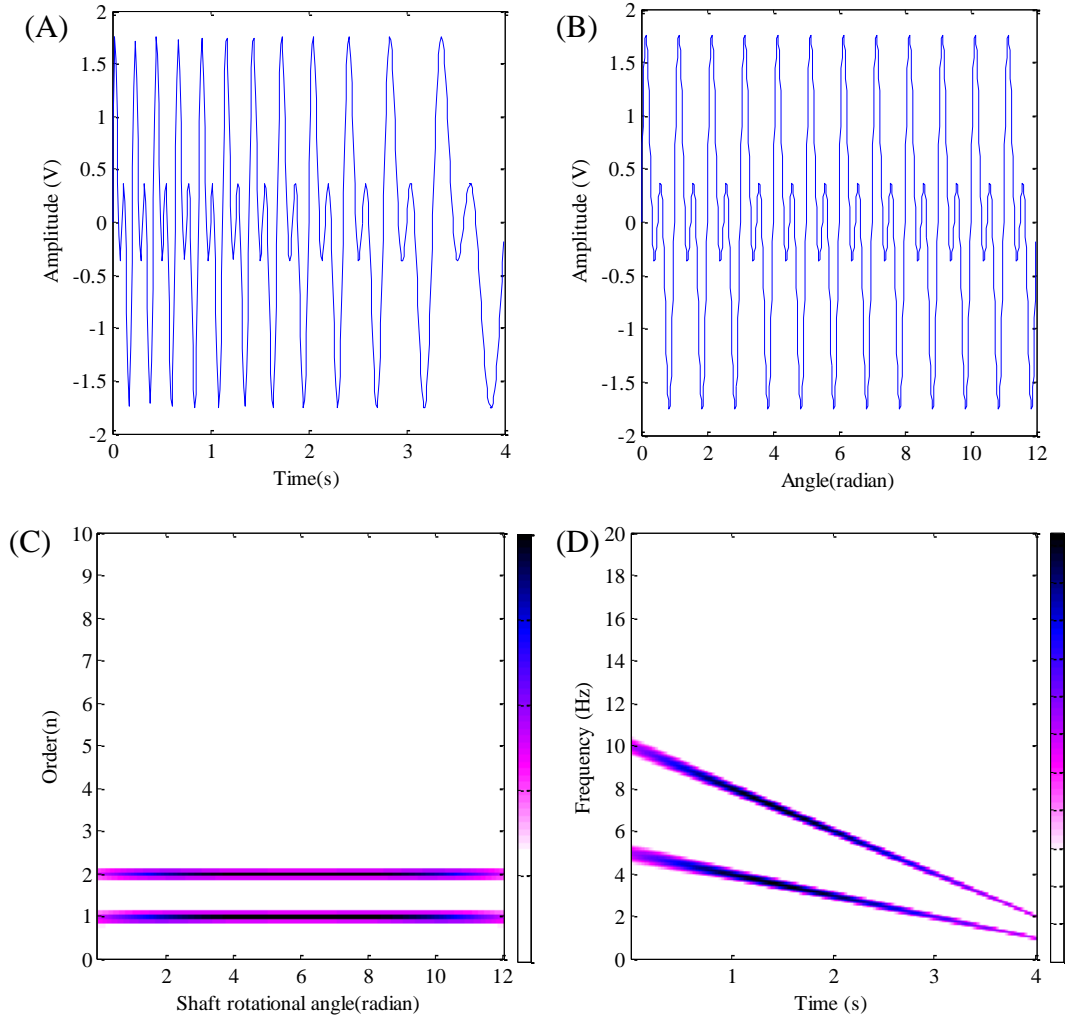 (A)
2
1.5
1
0.5
0
-0.5
-1
-1.5
-2
Amplitude (V)
0 1 2 3 4
Time(s)
(B)
2
1.5
1
0.5
0
-0.5
-1
-1.5
-2
Amplitude (V)
0 2 4 6 8 10 12
Angle(radian)
(C)
10
9
8
7
6
5
4
3
2
1
0
Order(n)
2 4 6 8 10 12
Shaft rotational angle(radian)
(D)
20
18
16
14
12
10
8
6
4
2
0
Frequency (Hz)
1 2 3 4
Time (s)